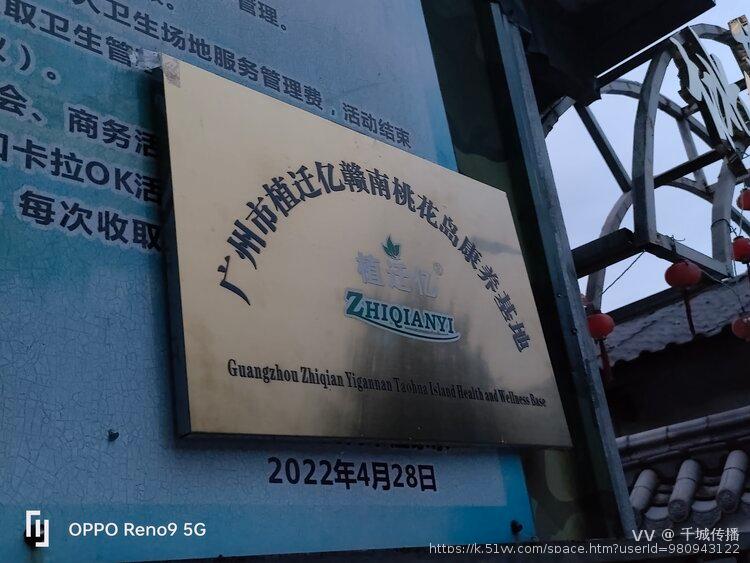 管理。
取卫生管
人卫生场地服务管理费，活动结束
会、商务活
卡拉OK活
每次收取
广州市植迁亿赣南桃花岛康养基地
植迁亿®
ZHIQIANYI
Guangzhou Zhiqian Yigannan Taohua Island Health and Wellness Base
2022年4月28日
OPPO Reno9 5G
VV @ 千城传播
https://k.51vv.com/space.htm?userId=980943122